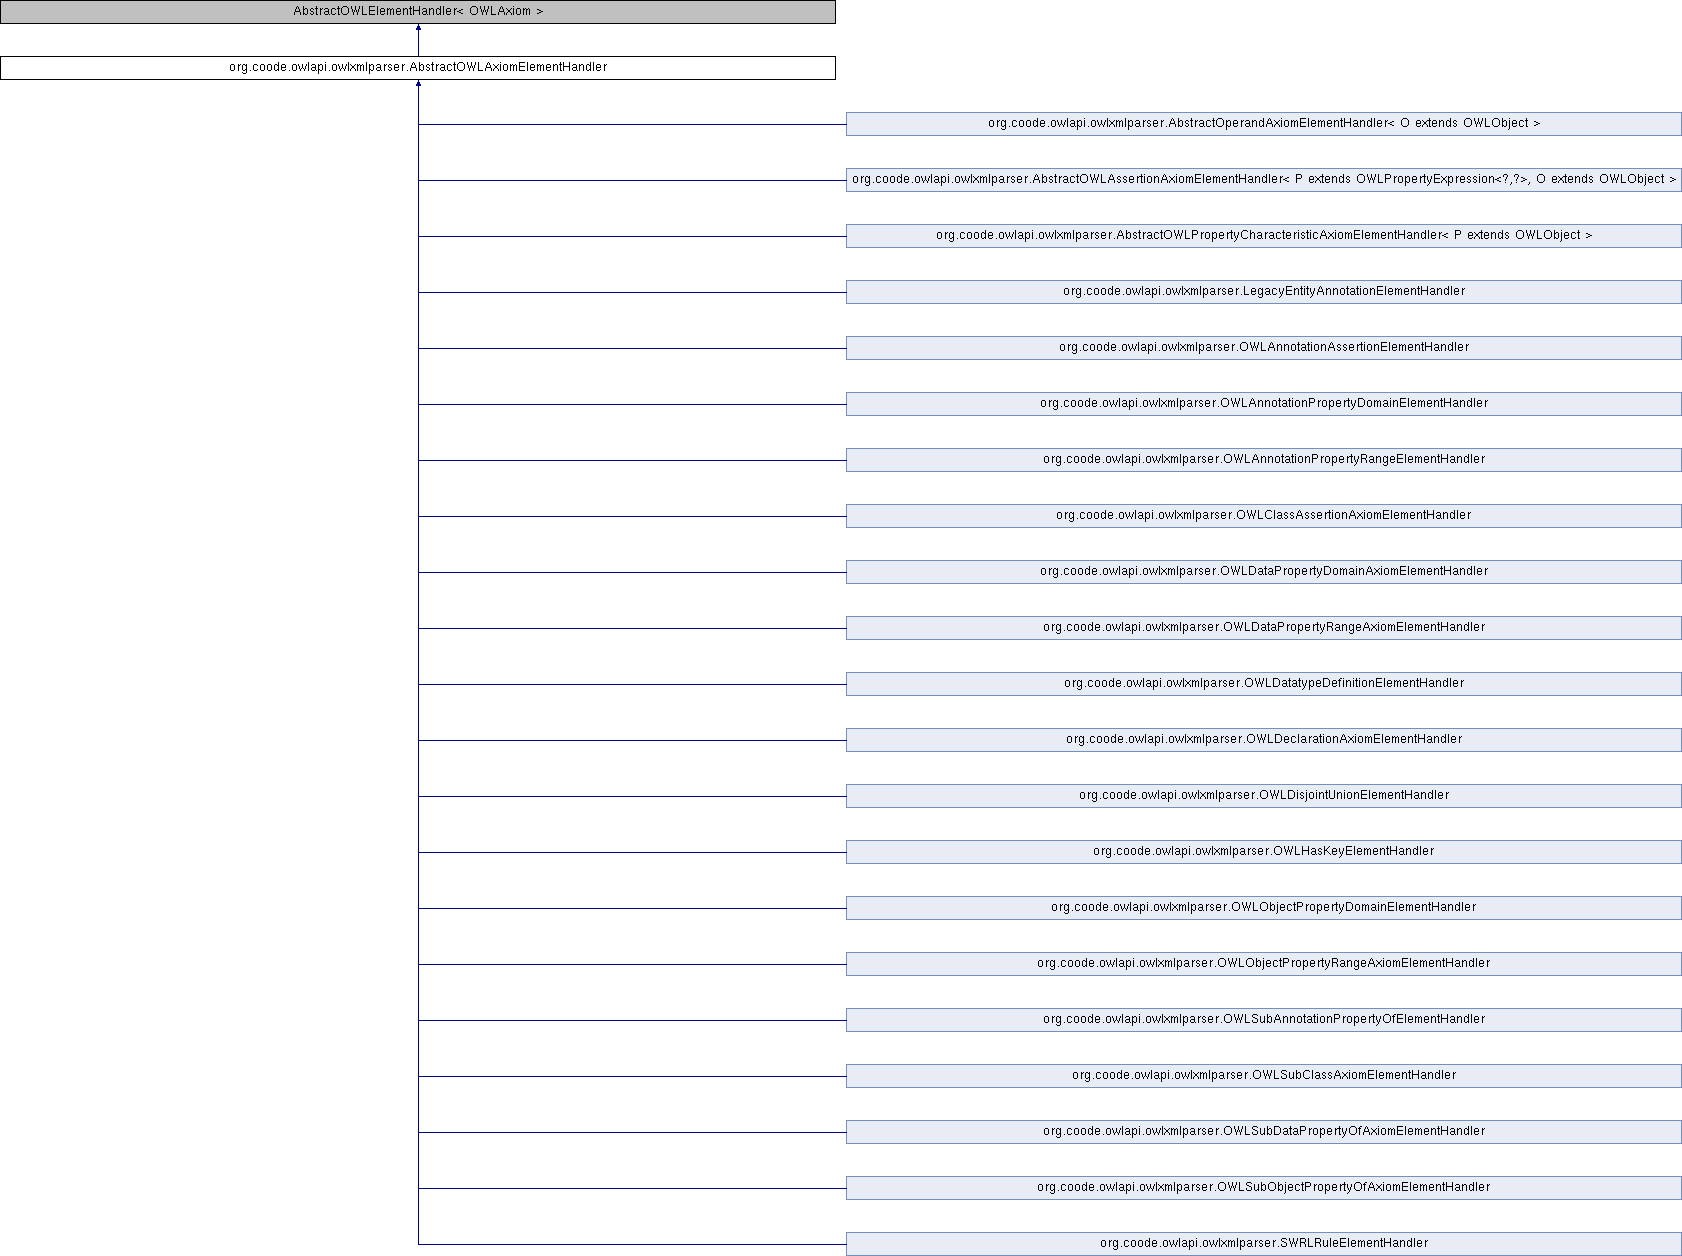 AbstractOWLElementHandler< OWLAxiom >
org.coode.owlapi.owlxmlparser.AbstractOWLAxiomElementHandler
org.coode.owlapi.owlxmlparser.AbstractOperandAxiomElementHandler< O extends OWLObject >
org.coode.owlapi.owlxmlparser.AbstractOWLAssertionAxiomElementHandler< P extends OWLPropertyExpression<?,?>, O extends OWLObject >
org.coode.owlapi.owlxmlparser.AbstractOWLPropertyCharacteristicAxiomElementHandler< P extends OWLObject >
org.coode.owlapi.owlxmlparser.LegacyEntityAnnotationElementHandler
org.coode.owlapi.owlxmlparser.OWLAnnotationAssertionElementHandler
org.coode.owlapi.owlxmlparser.OWLAnnotationPropertyDomainElementHandler
org.coode.owlapi.owlxmlparser.OWLAnnotationPropertyRangeElementHandler
org.coode.owlapi.owlxmlparser.OWLClassAssertionAxiomElementHandler
org.coode.owlapi.owlxmlparser.OWLDataPropertyDomainAxiomElementHandler
org.coode.owlapi.owlxmlparser.OWLDataPropertyRangeAxiomElementHandler
org.coode.owlapi.owlxmlparser.OWLDatatypeDefinitionElementHandler
org.coode.owlapi.owlxmlparser.OWLDeclarationAxiomElementHandler
org.coode.owlapi.owlxmlparser.OWLDisjointUnionElementHandler
org.coode.owlapi.owlxmlparser.OWLHasKeyElementHandler
org.coode.owlapi.owlxmlparser.OWLObjectPropertyDomainElementHandler
org.coode.owlapi.owlxmlparser.OWLObjectPropertyRangeAxiomElementHandler
org.coode.owlapi.owlxmlparser.OWLSubAnnotationPropertyOfElementHandler
org.coode.owlapi.owlxmlparser.OWLSubClassAxiomElementHandler
org.coode.owlapi.owlxmlparser.OWLSubDataPropertyOfAxiomElementHandler
org.coode.owlapi.owlxmlparser.OWLSubObjectPropertyOfAxiomElementHandler
org.coode.owlapi.owlxmlparser.SWRLRuleElementHandler